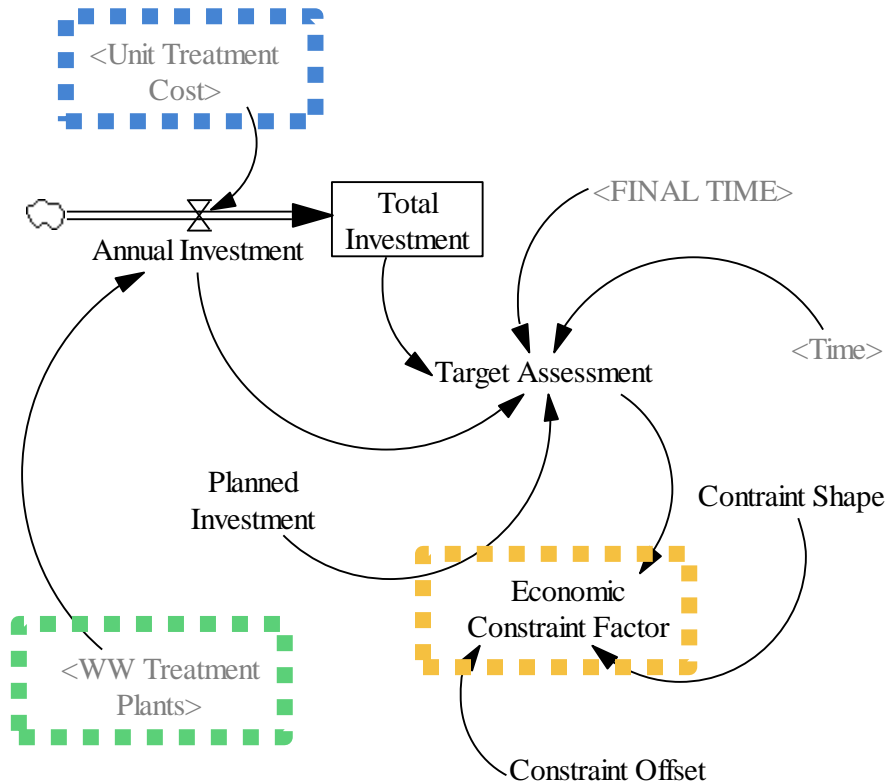 <Unit Treatment
Cost>
Total
Investment
<FINAL TIME>
Annual Investment
<Time>
Target Assessment
Planned
Investment
Contraint Shape
Economic
Constraint Factor
<WW Treatment
Plants>
Constraint Offset